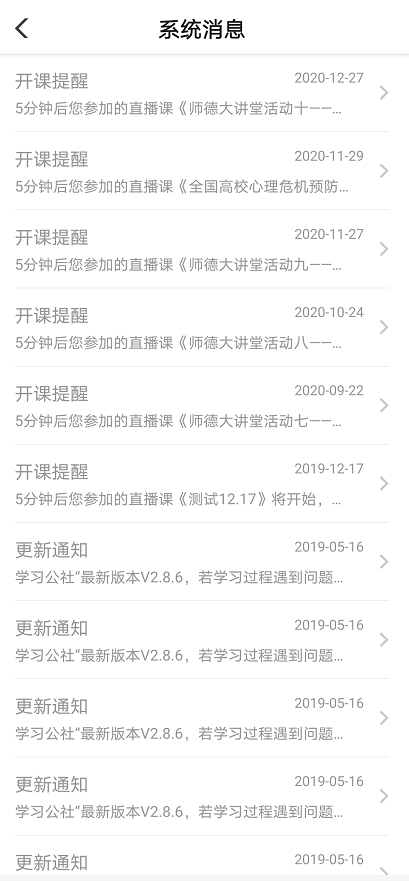 系统消息
开课提醒 2020-12-27
5分钟后您参加的直播课《师德大讲堂活动十——…
开课提醒 2020-11-29
5分钟后您参加的直播课《全国高校心理危机预防…
开课提醒 2020-11-27
5分钟后您参加的直播课《师德大讲堂活动九——…
开课提醒 2020-10-24
5分钟后您参加的直播课《师德大讲堂活动八——…
开课提醒 2020-09-22
5分钟后您参加的直播课《师德大讲堂活动七——…
开课提醒 2019-12-17
5分钟后您参加的直播课《测试12.17》将开始，…
更新通知 2019-05-16
学习公社“最新版本V2.8.6，若学习过程遇到问题…
更新通知 2019-05-16
学习公社“最新版本V2.8.6，若学习过程遇到问题…
更新通知 2019-05-16
学习公社“最新版本V2.8.6，若学习过程遇到问题…
更新通知 2019-05-16
学习公社“最新版本V2.8.6，若学习过程遇到问题…
更新通知 2019-05-16